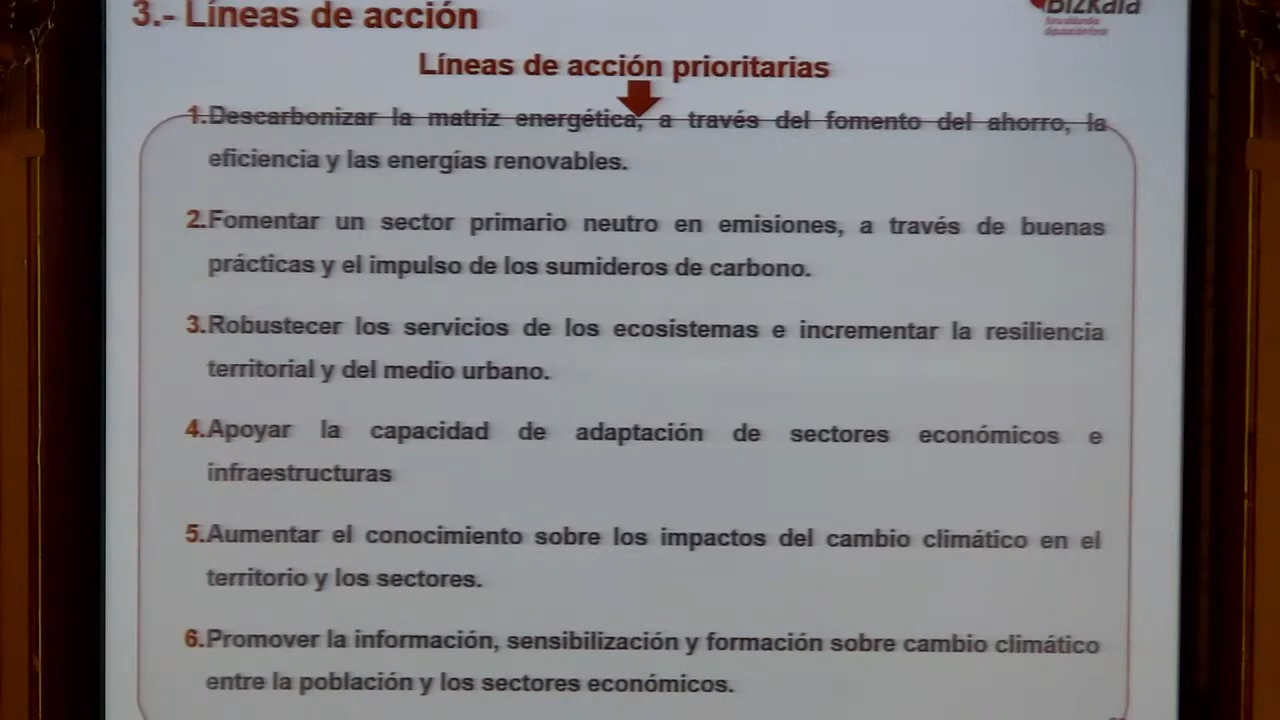 3.- Líneas de acción
Bizkaia
foru aldundia
diputación foral
Líneas de acción prioritarias
1.Descarbonizar la matriz energética, a través del fomento del ahorro, la
eficiencia y las energías renovables.
2.Fomentar un sector primario neutro en emisiones, a través de buenas
prácticas y el impulso de los sumideros de carbono.
3.Robustecer los servicios de los ecosistemas e incrementar la resiliencia
territorial y del medio urbano.
4.Apoyar la capacidad de adaptación de sectores económicos e
infraestructuras
5.Aumentar el conocimiento sobre los impactos del cambio climático en el
territorio y los sectores.
6.Promover la información, sensibilización y formación sobre cambio climático
entre la población y los sectores económicos.